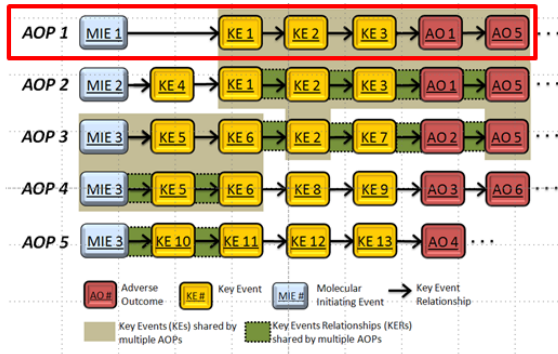 AOP 1 MIE 1 KE 1 KE 2 KE 3 AO 1 AO 5 ...
AOP 2 MIE 2 KE 4 KE 1 KE 2 KE 3 AO 1 AO 5 ...
AOP 3 MIE 3 KE 5 KE 6 KE 2 KE 7 AO 2 AO 5 ...
AOP 4 MIE 3 KE 5 KE 6 KE 8 KE 9 AO 3 AO 6 ...
AOP 5 MIE 3 KE 10 KE 11 KE 12 KE 13 AO 4 ...
AO # Adverse Outcome
KE # Key Event
MIE # Molecular Initiating Event
Key Event Relationship
Key Events (KEs) shared by
multiple AOPs
Key Events Relationships (KERs)
shared by multiple AOPs